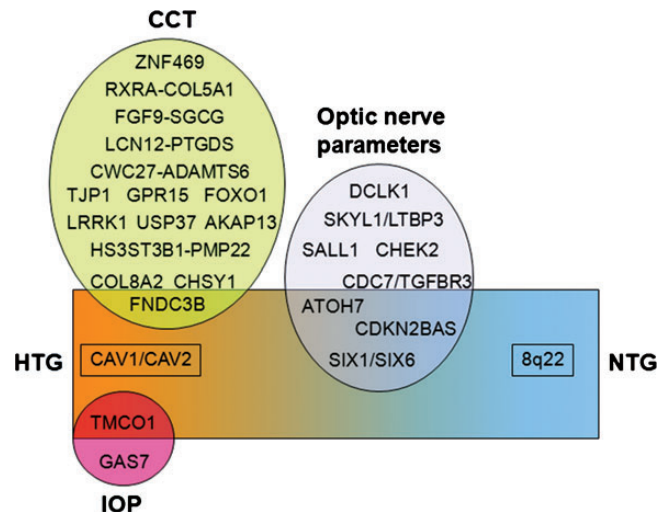 CCT
ZNF469
RXRA-COL5A1
FGF9-SGCG
LCN12-PTGDS
CWC27-ADAMTS6
TJP1 GPR15 FOXO1
LRRK1 USP37 AKAP13
HS3ST3B1-PMP22
COL8A2 CHSY1
FNDC3B
Optic nerve
parameters
DCLK1
SKYL1/LTBP3
SALL1 CHEK2
CDC7/TGFBR3
ATOH7
CDKN2BAS
SIX1/SIX6
HTG
CAV1/CAV2
8q22
NTG
TMCO1
GAS7
IOP